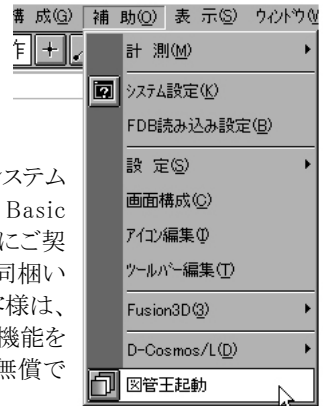 構 成(G) 補 助(O) 表 示(S) ウィンドウ(W
作
計 測(M)
システム設定(K)
FDB読み込み設定(B)
設 定(S)
画面構成(C)
アイコン編集(I)
ツールバー編集(T)
Fusion3D(3)
D-Cosmos/L(D)
図管王起動
システム
Basic
にご契
同梱い
客様は、
機能を
無償で